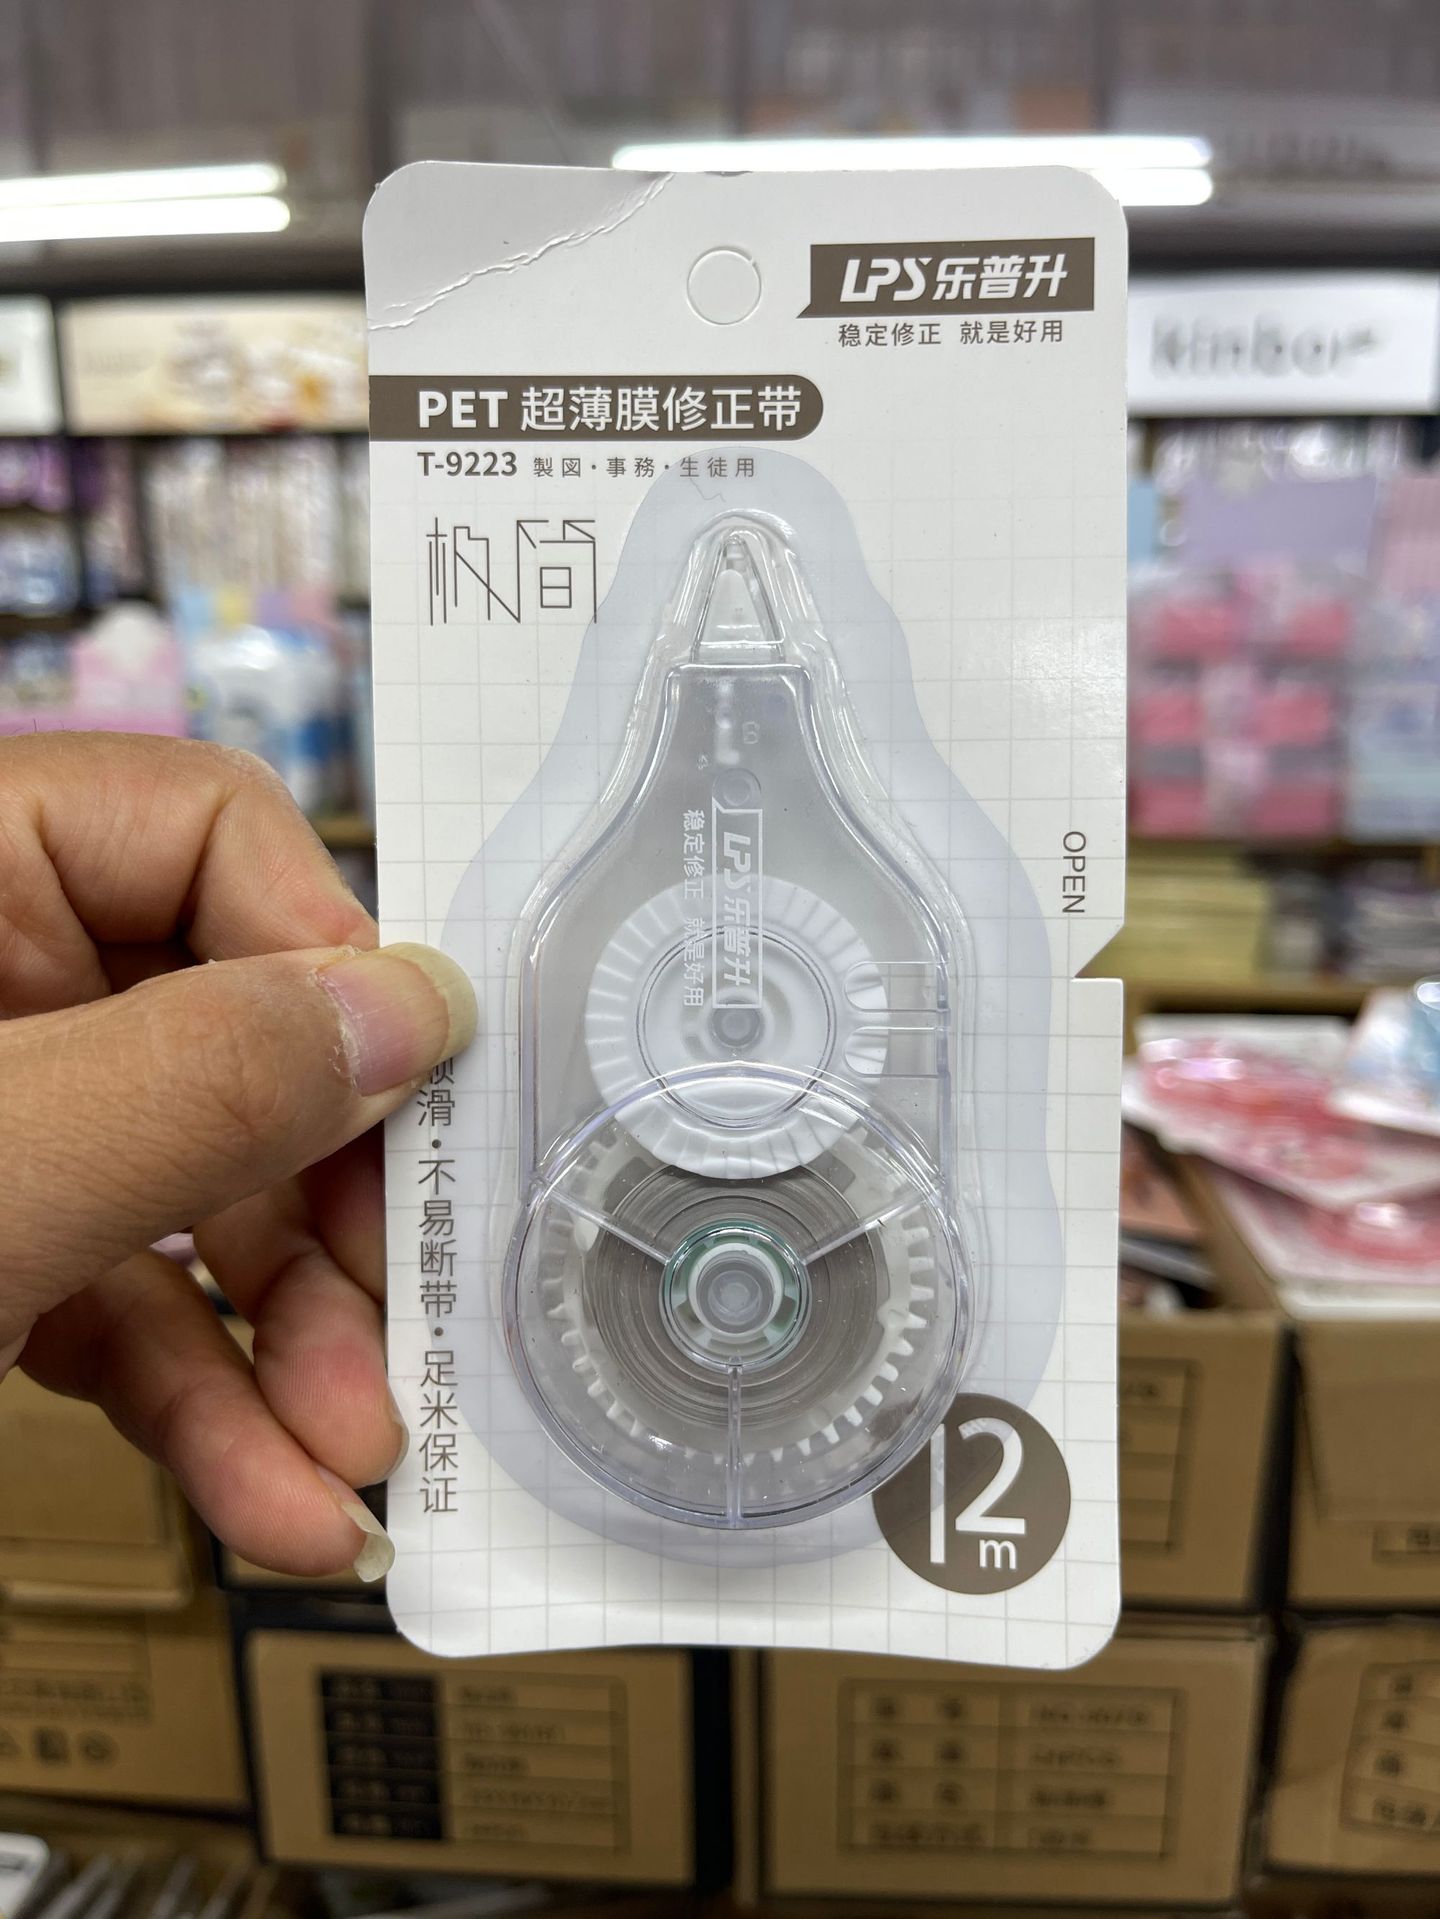 LPS乐普升
稳定修正 就是好用
PET 超薄膜修正带
T-9223 製図・事務・生徒用
极简
OPEN
LPS乐普升
稳定修正 就是好用
滑・不易断带・足米保证
12m
kinbor